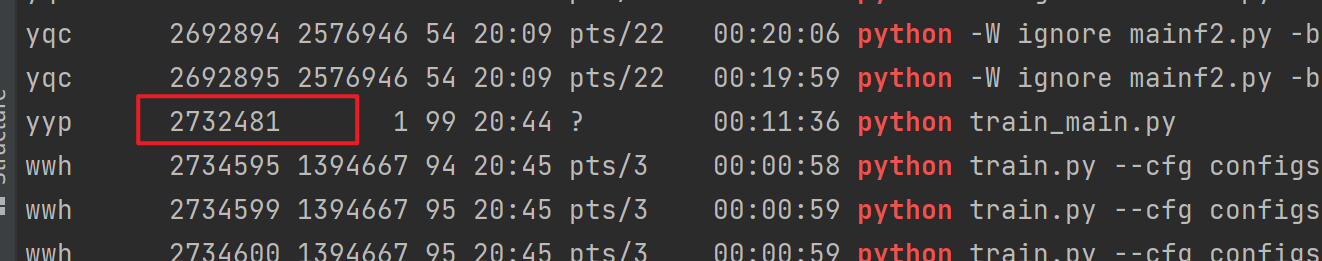 yqc 2692894 2576946 54 20:09 pts/22 00:20:06 python -W ignore mainf2.py -b
yqc 2692895 2576946 54 20:09 pts/22 00:19:59 python -W ignore mainf2.py -b
yyp 2732481 1 99 20:44 ? 00:11:36 python train_main.py
wwh 2734595 1394667 94 20:45 pts/3 00:00:58 python train.py --cfg configs
wwh 2734599 1394667 95 20:45 pts/3 00:00:59 python train.py --cfg configs
wwh 2734600 1394667 95 20:45 pts/3 00:00:59 python train.py --cfg configs
Structure